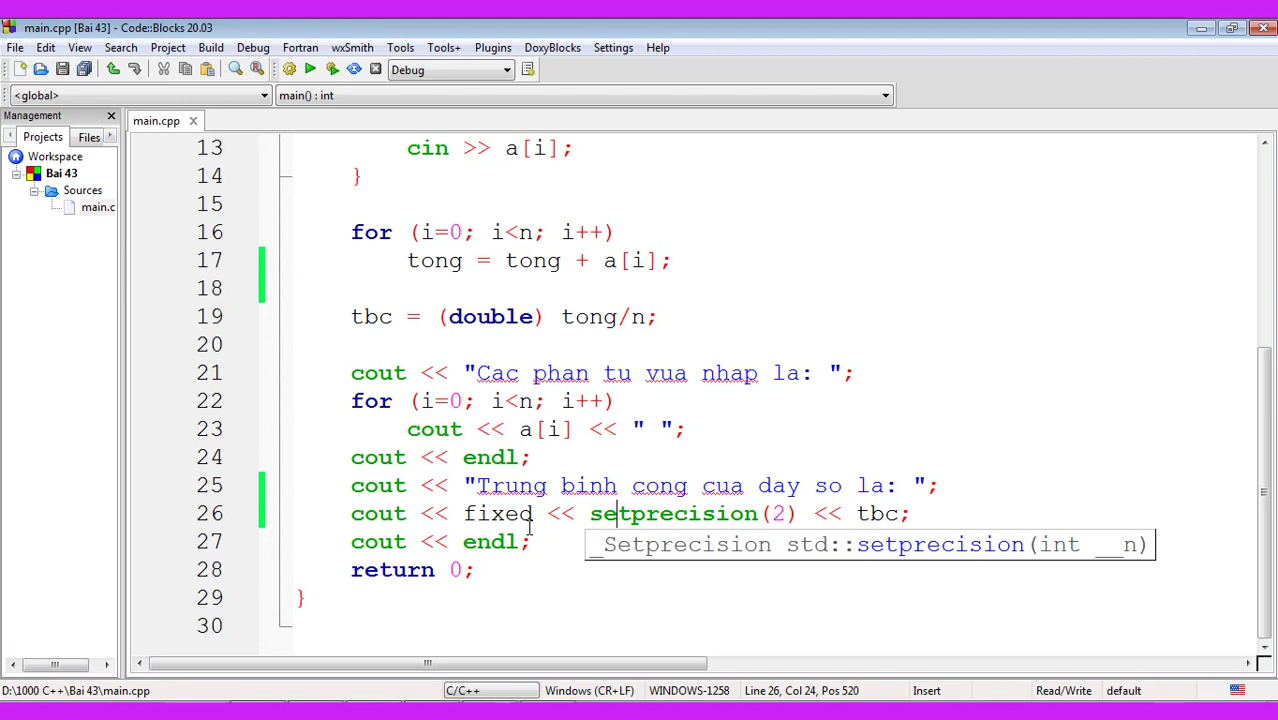 main.cpp [Bai 43] - Code::Blocks 20.03
File Edit View Search Project Build Debug Fortran wxSmith Tools Tools+ Plugins DoxyBlocks Settings Help
Debug
<global> main() : int
Management
Projects Files
Workspace
Bai 43
Sources
main.c
main.cpp
13 cin >> a[i];
14 }
15
16 for (i=0; i<n; i++)
17 tong = tong + a[i];
18
19 tbc = (double) tong/n;
20
21 cout << "Cac phan tu vua nhap la: ";
22 for (i=0; i<n; i++)
23 cout << a[i] << " ";
24 cout << endl;
25 cout << "Trung binh cong cua day so la: ";
26 cout << fixed << setprecision(2) << tbc;
_Setprecision std::setprecision(int __n)
27 cout << endl;
28 return 0;
29 }
30
D:\1000 C++\Bai 43\main.cpp C/C++ Windows (CR+LF) WINDOWS-1258 Line 26, Col 24, Pos 520 Insert Read/Write default